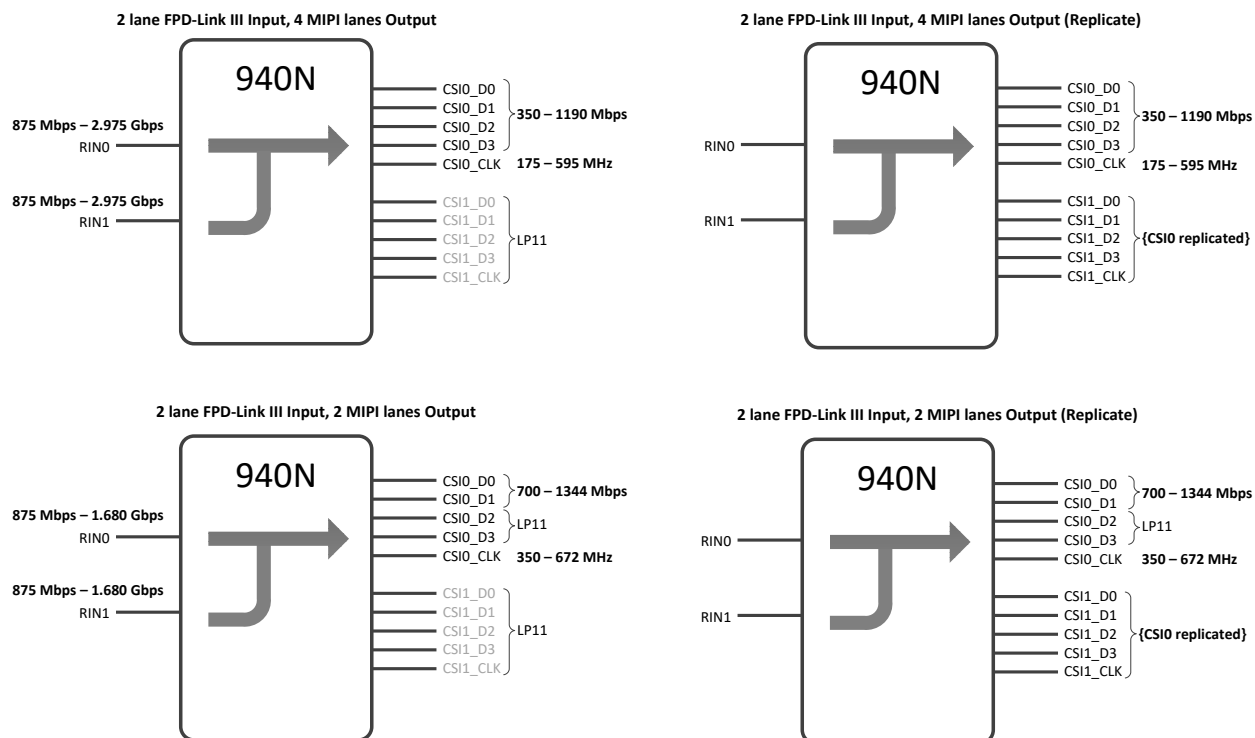 2 lane FPD-Link III Input, 4 MIPI lanes Output
940N
875 Mbps – 2.975 Gbps
RIN0
875 Mbps – 2.975 Gbps
RIN1
CSI0_D0
CSI0_D1
CSI0_D2
CSI0_D3
350 – 1190 Mbps
CSI0_CLK 175 – 595 MHz
CSI1_D0
CSI1_D1
CSI1_D2
CSI1_D3
CSI1_CLK
LP11
2 lane FPD-Link III Input, 4 MIPI lanes Output (Replicate)
940N
RIN0
RIN1
CSI0_D0
CSI0_D1
CSI0_D2
CSI0_D3
350 – 1190 Mbps
CSI0_CLK 175 – 595 MHz
CSI1_D0
CSI1_D1
CSI1_D2
CSI1_D3
CSI1_CLK
{CSI0 replicated}
2 lane FPD-Link III Input, 2 MIPI lanes Output
940N
875 Mbps – 1.680 Gbps
RIN0
875 Mbps – 1.680 Gbps
RIN1
CSI0_D0
CSI0_D1
700 – 1344 Mbps
CSI0_D2
CSI0_D3
LP11
CSI0_CLK 350 – 672 MHz
CSI1_D0
CSI1_D1
CSI1_D2
CSI1_D3
CSI1_CLK
LP11
2 lane FPD-Link III Input, 2 MIPI lanes Output (Replicate)
940N
RIN0
RIN1
CSI0_D0
CSI0_D1
700 – 1344 Mbps
CSI0_D2
CSI0_D3
LP11
CSI0_CLK 350 – 672 MHz
CSI1_D0
CSI1_D1
CSI1_D2
CSI1_D3
CSI1_CLK
{CSI0 replicated}